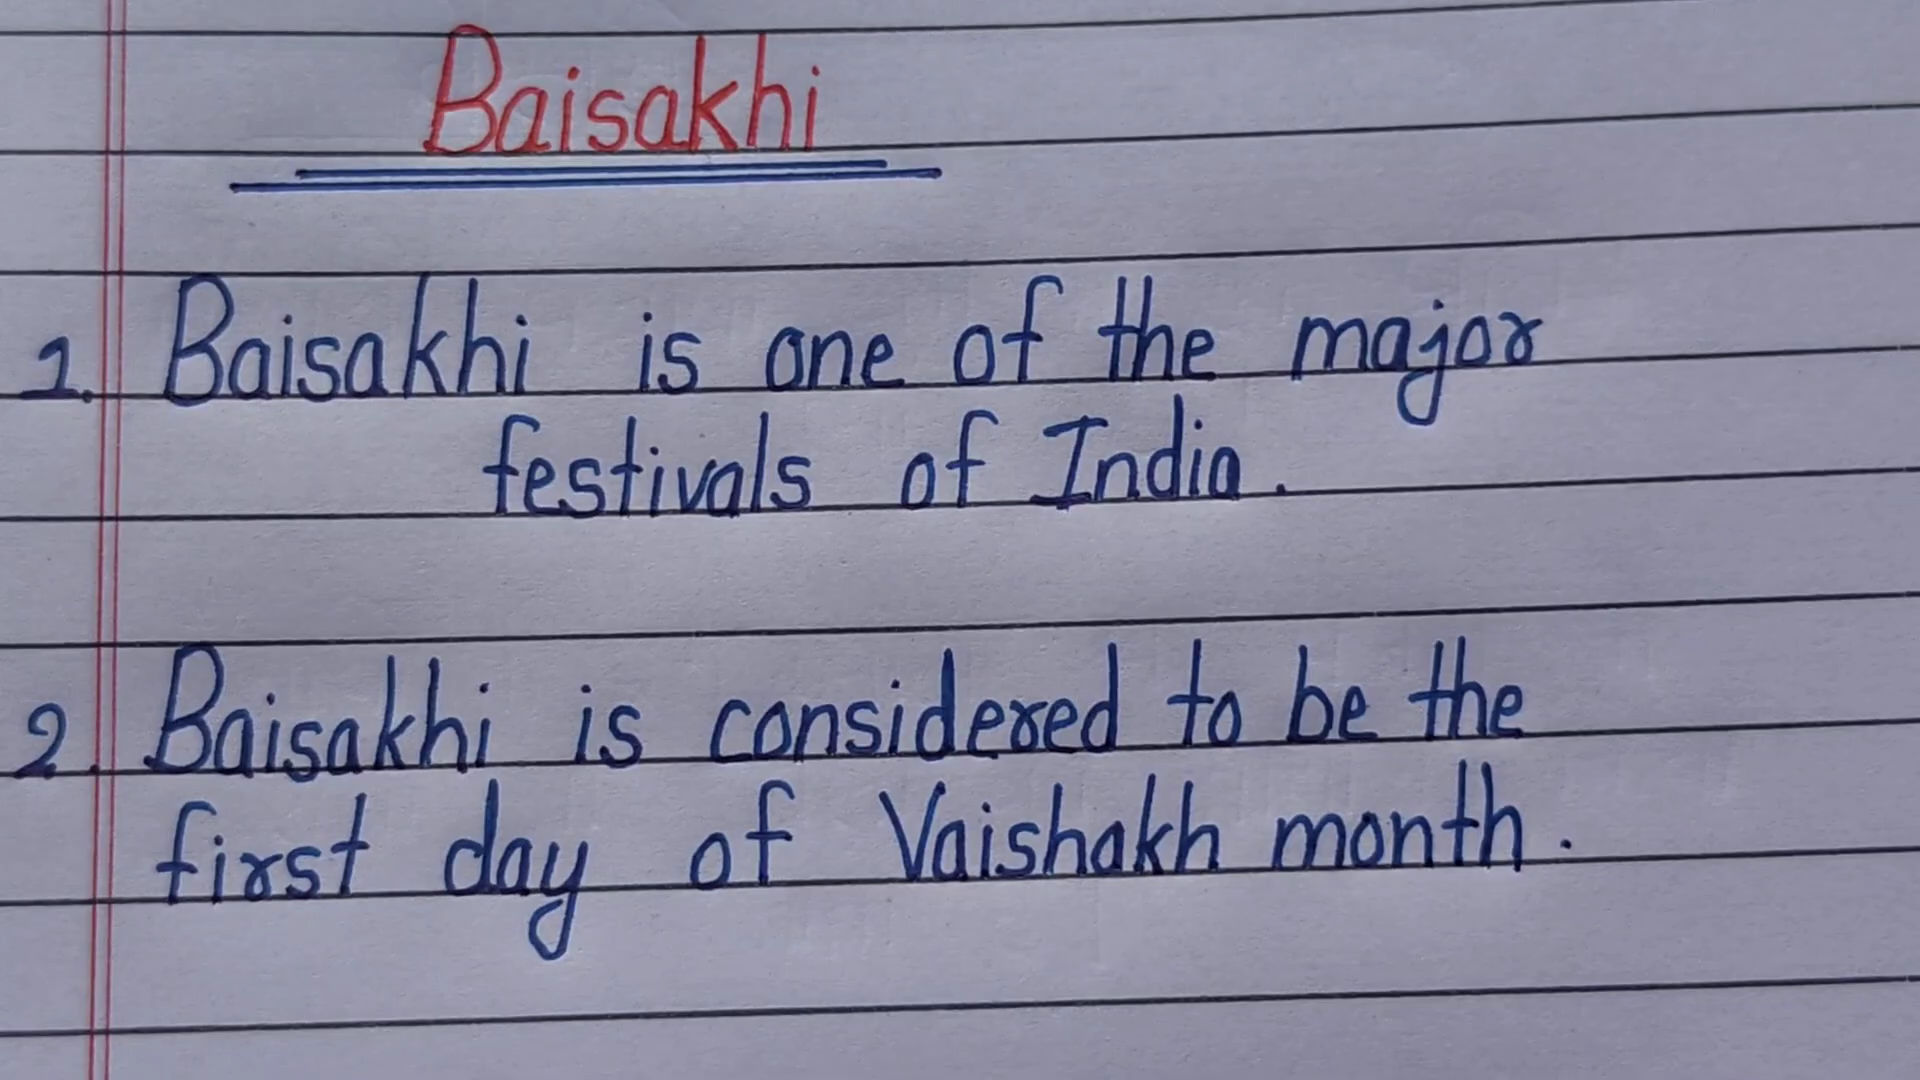 Baisakhi
1. Baisakhi is one of the major
festivals of India.
2. Baisakhi is considered to be the
first day of Vaishakh month.